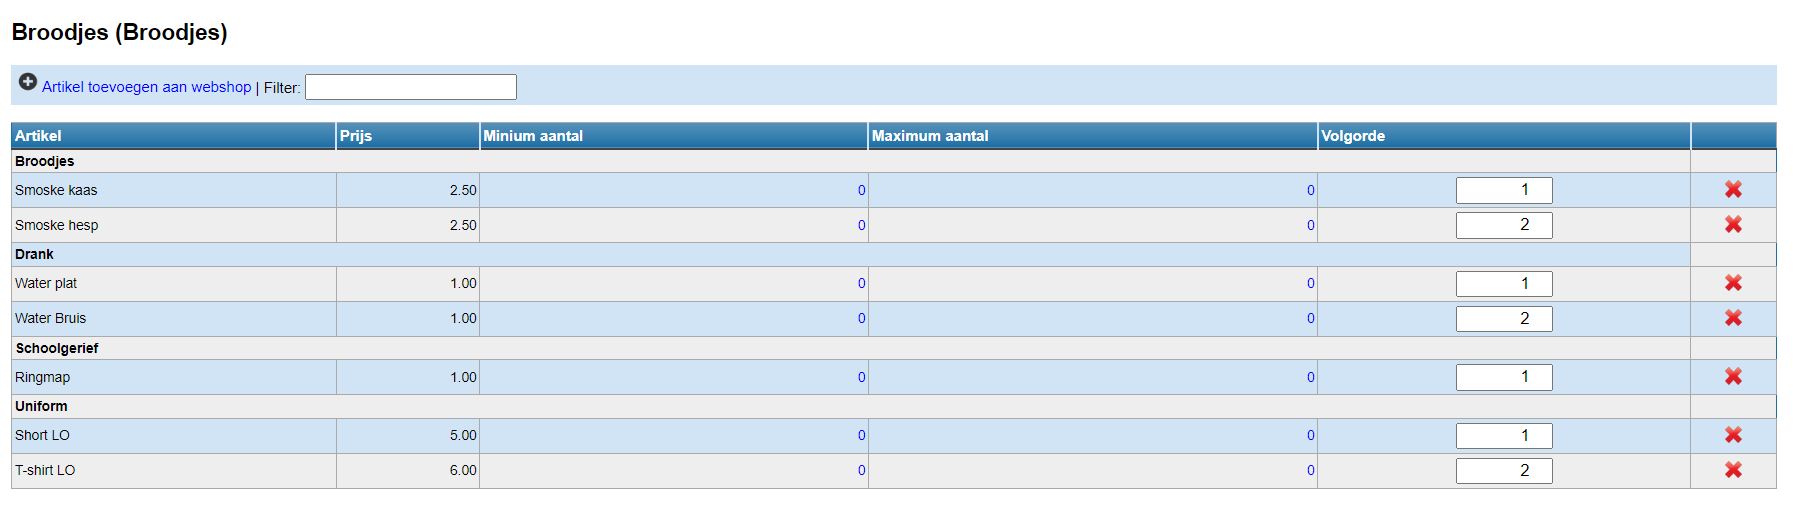 Broodjes (Broodjes)
Artikel toevoegen aan webshop | Filter:
Artikel Prijs Minium aantal Maximum aantal Volgorde
Broodjes
Smoske kaas 2.50 0 0 1
Smoske hesp 2.50 0 0 2
Drank
Water plat 1.00 0 0 1
Water Bruis 1.00 0 0 2
Schoolgerief
Ringmap 1.00 0 0 1
Uniform
Short LO 5.00 0 0 1
T-shirt LO 6.00 0 0 2